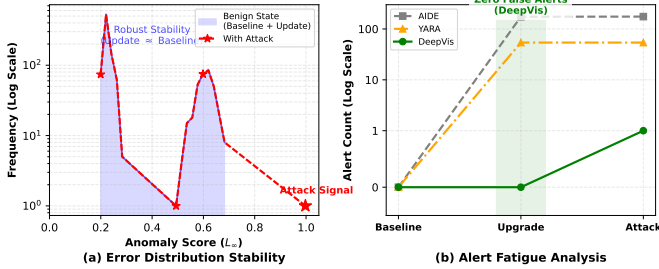 Frequency (Log Scale)
10²
10¹
10⁰
Robust Stability
(Update ≈ Baseline)
Benign State
(Baseline + Update)
With Attack
Attack Signal
0.0 0.2 0.4 0.6 0.8 1.0
Anomaly Score (L∞)
(a) Error Distribution Stability
Zero False Alerts
(DeepVis)
AIDE
YARA
DeepVis
Alert Count (Log Scale)
100
10
1
0
Baseline Upgrade Attack
(b) Alert Fatigue Analysis